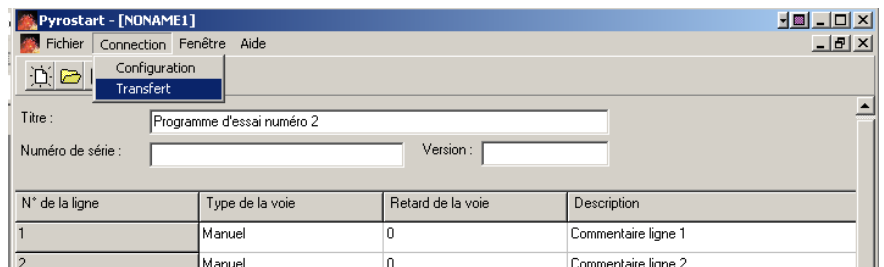 Pyrostart - [NONAME1]
Fichier Connection Fenêtre Aide
Configuration
Transfert
Titre : Programme d'essai numéro 2
Numéro de série : Version :
N° de la ligne Type de la voie Retard de la voie Description
1 Manuel 0 Commentaire ligne 1
2 Manuel 0 Commentaire ligne 2